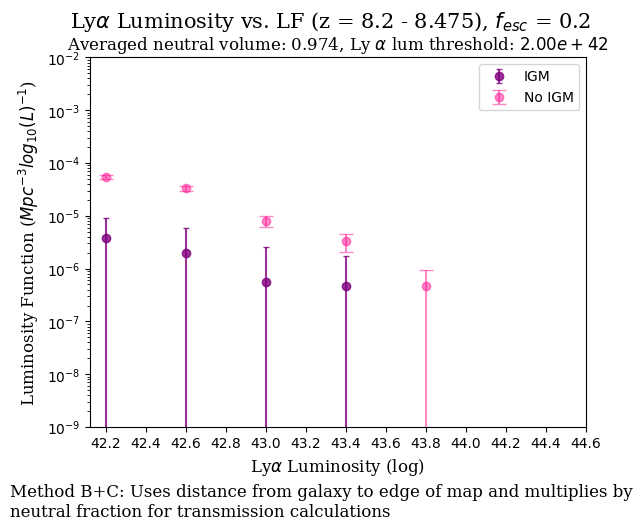 Lyα Luminosity vs. LF (z = 8.2 - 8.475), f_esc = 0.2
Averaged neutral volume: 0.974, Ly α lum threshold: 2.00e + 42
IGM
No IGM
Luminosity Function (Mpc⁻³log₁₀(L)⁻¹)
10⁻²
10⁻³
10⁻⁴
10⁻⁵
10⁻⁶
10⁻⁷
10⁻⁸
10⁻⁹
42.2 42.4 42.6 42.8 43.0 43.2 43.4 43.6 43.8 44.0 44.2 44.4 44.6
Lyα Luminosity (log)
Method B+C: Uses distance from galaxy to edge of map and multiplies by
neutral fraction for transmission calculations